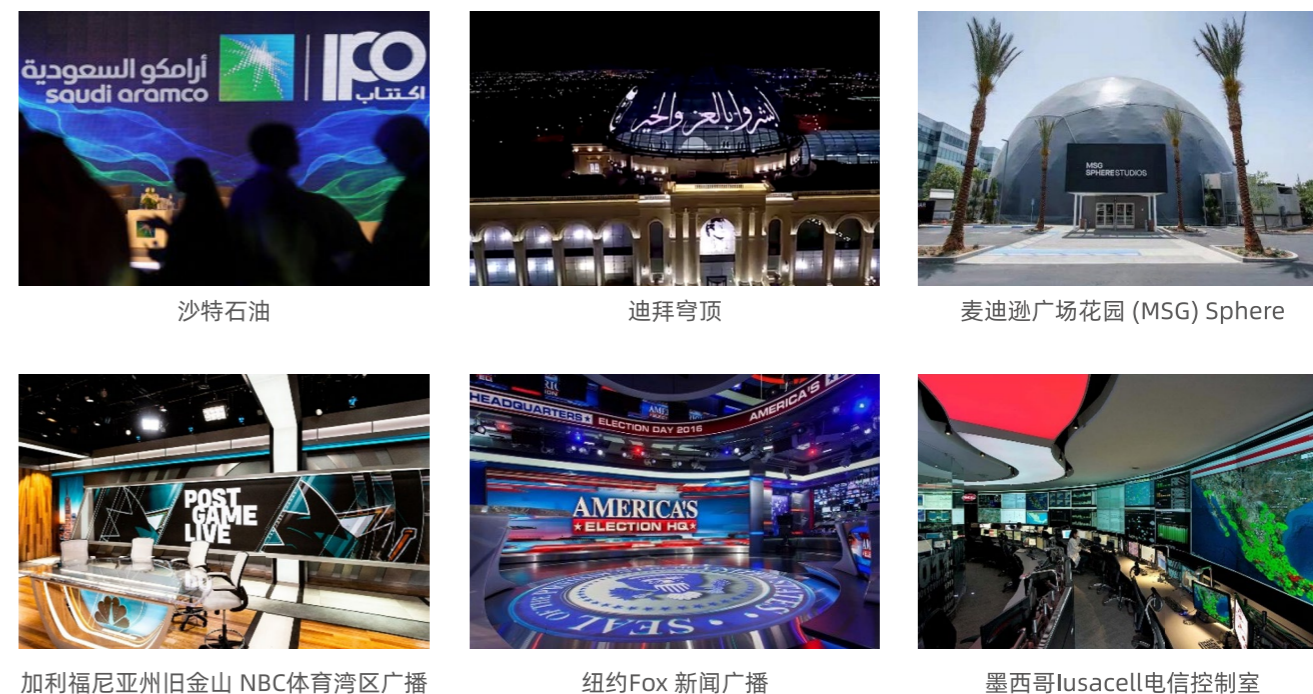 أرامكو السعودية
saudi aramco
IPO
اكتتاب
ابشروا بالعز والخير
MSG
SPHERESTUDIOS
沙特石油
迪拜穹顶
麦迪逊广场花园 (MSG) Sphere
POST
GAME
LIVE
HEADQUARTERS
ELECTION DAY 2016
AMERICA'S
AMERICA'S
ELECTION HQ
SEAL OF THE
加利福尼亚州旧金山 NBC体育湾区广播
纽约Fox 新闻广播
墨西哥Iusacell电信控制室